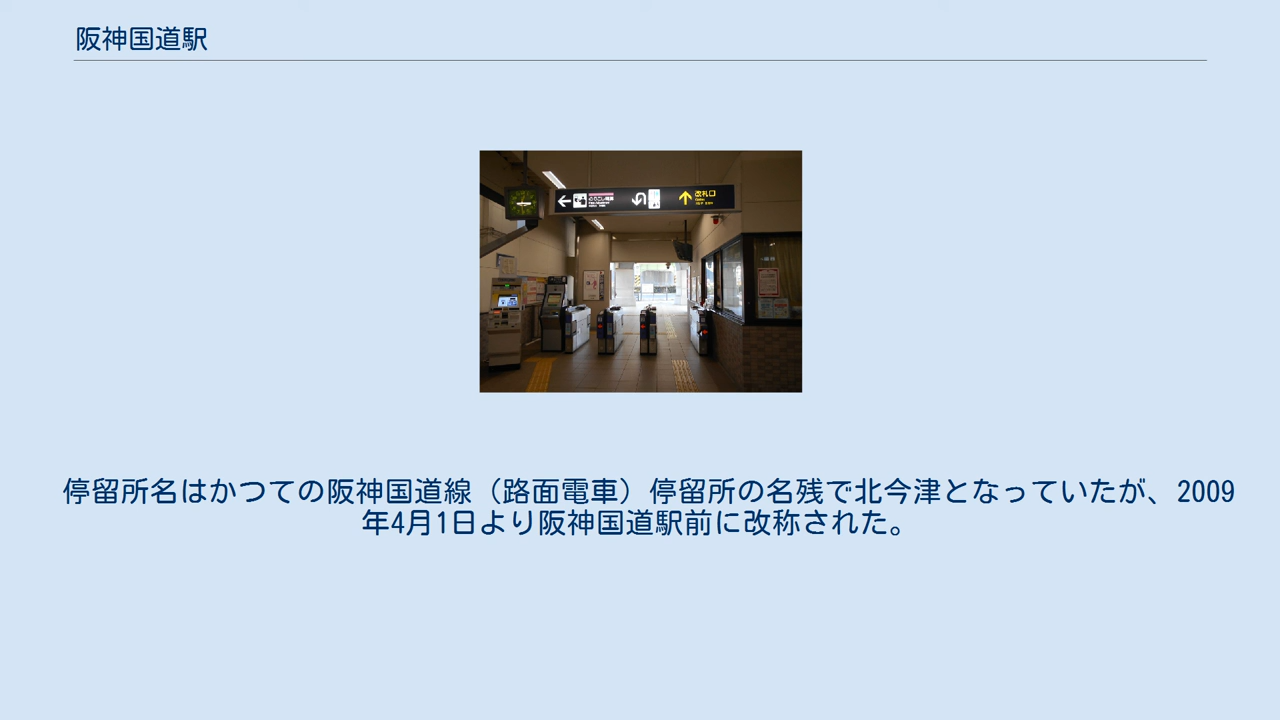 阪神国道駅
改札口
停留所名はかつての阪神国道線（路面電車）停留所の名残で北今津となっていたが、2009
年4月1日より阪神国道駅前に改称された。